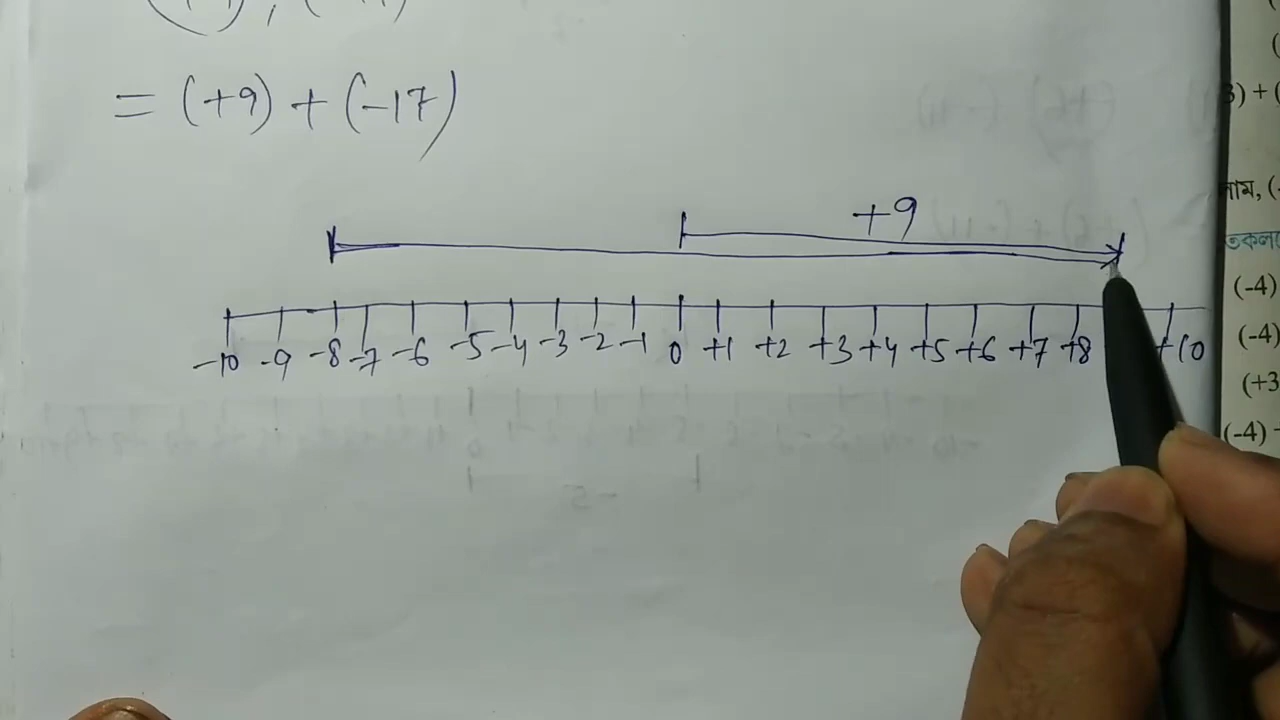 = (+9) + (-17)
+9
-10 -9 -8 -7 -6 -5 -4 -3 -2 -1 0 +1 +2 +3 +4 +5 +6 +7 +8 +10
3) + (
(-4)
(-4)
(+3
(-4)